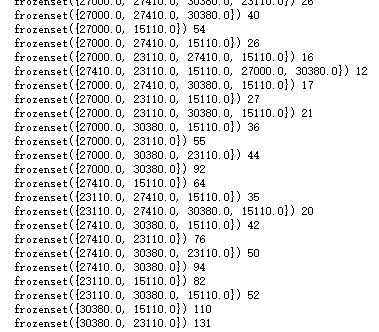 frozenset({27000.0, 27410.0, 30380.0, 23110.0}) 26
frozenset({27000.0, 27410.0, 30380.0}) 40
frozenset({27000.0, 15110.0}) 54
frozenset({27000.0, 27410.0, 15110.0}) 26
frozenset({27000.0, 23110.0, 27410.0, 15110.0}) 16
frozenset({27410.0, 23110.0, 15110.0, 27000.0, 30380.0}) 12
frozenset({27000.0, 27410.0, 30380.0, 15110.0}) 17
frozenset({27000.0, 23110.0, 15110.0}) 27
frozenset({27000.0, 23110.0, 30380.0, 15110.0}) 21
frozenset({27000.0, 30380.0, 15110.0}) 36
frozenset({27000.0, 23110.0}) 55
frozenset({27000.0, 30380.0, 23110.0}) 44
frozenset({27000.0, 30380.0}) 92
frozenset({27410.0, 15110.0}) 64
frozenset({23110.0, 27410.0, 15110.0}) 35
frozenset({23110.0, 27410.0, 30380.0, 15110.0}) 20
frozenset({27410.0, 30380.0, 15110.0}) 42
frozenset({27410.0, 23110.0}) 76
frozenset({27410.0, 30380.0, 23110.0}) 50
frozenset({27410.0, 30380.0}) 94
frozenset({23110.0, 15110.0}) 82
frozenset({23110.0, 30380.0, 15110.0}) 52
frozenset({30380.0, 15110.0}) 110
frozenset({30380.0, 23110.0}) 131